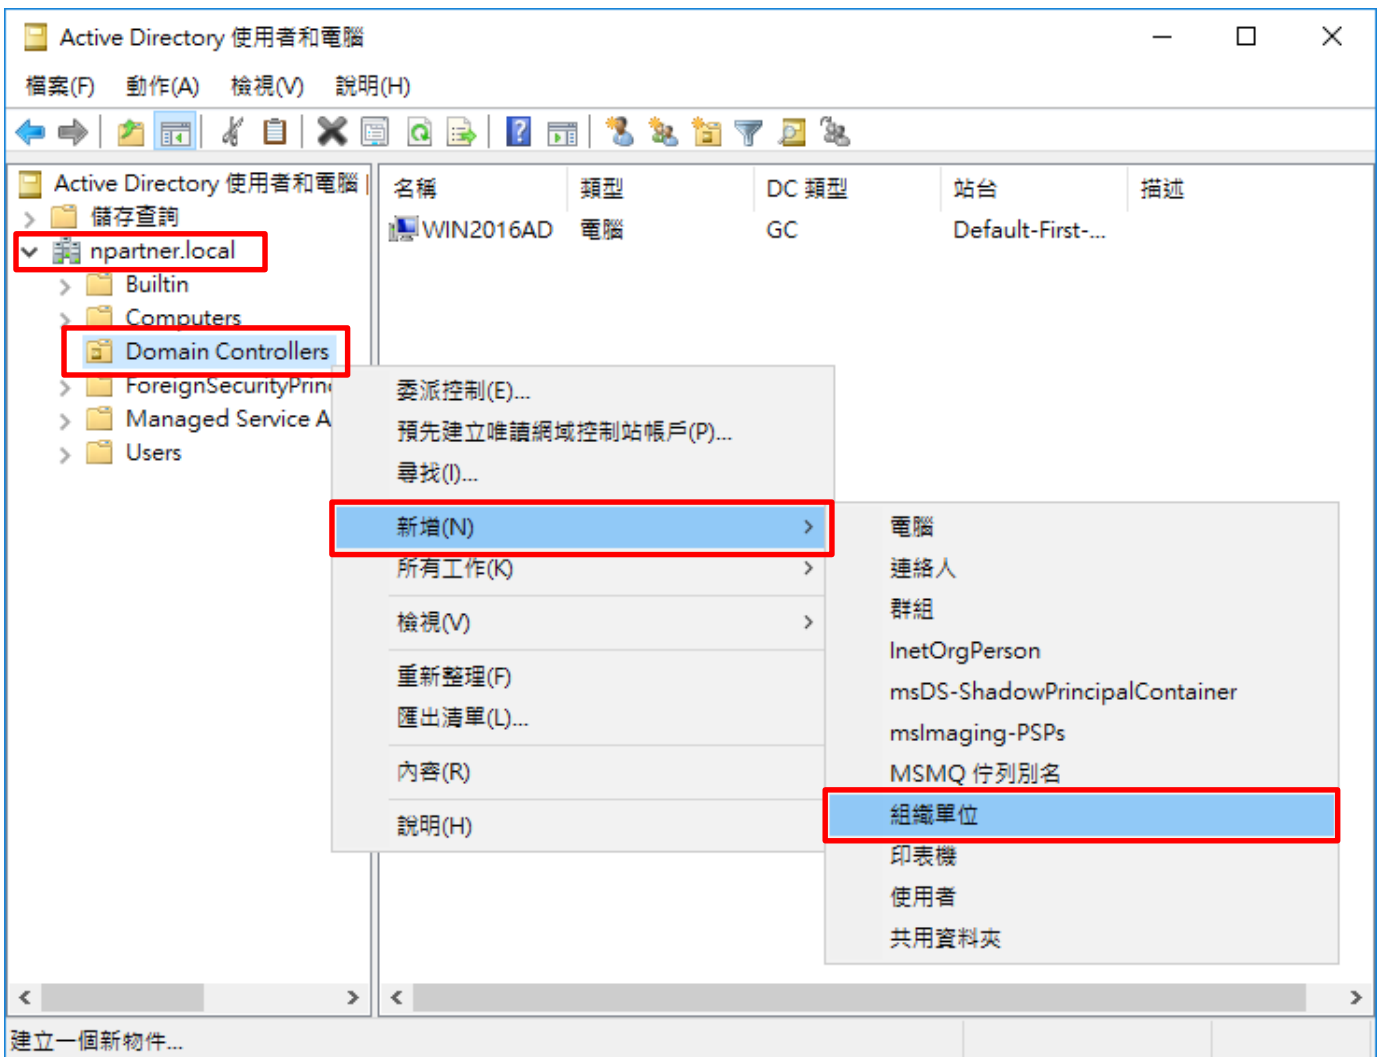 Active Directory 使用者和電腦
檔案(F) 動作(A) 檢視(V) 說明(H)
Active Directory 使用者和電腦
儲存查詢
npartner.local
Builtin
Computers
Domain Controllers
ForeignSecurityPrin
Managed Service A
Users
名稱 類型 DC 類型 站台 描述
WIN2016AD 電腦 GC Default-First-...
委派控制(E)...
預先建立唯讀網域控制站帳戶(P)...
尋找(I)...
新增(N)
所有工作(K)
檢視(V)
重新整理(F)
匯出清單(L)...
內容(R)
說明(H)
電腦
連絡人
群組
InetOrgPerson
msDS-ShadowPrincipalContainer
msImaging-PSPs
MSMQ 佇列別名
組織單位
印表機
使用者
共用資料夾
建立一個新物件...